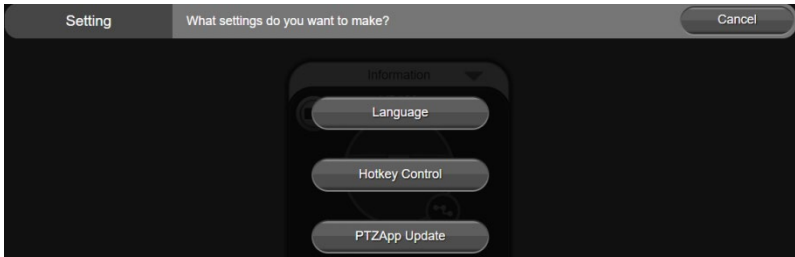 Setting
What settings do you want to make?
Cancel
Information
Language
Hotkey Control
PTZApp Update